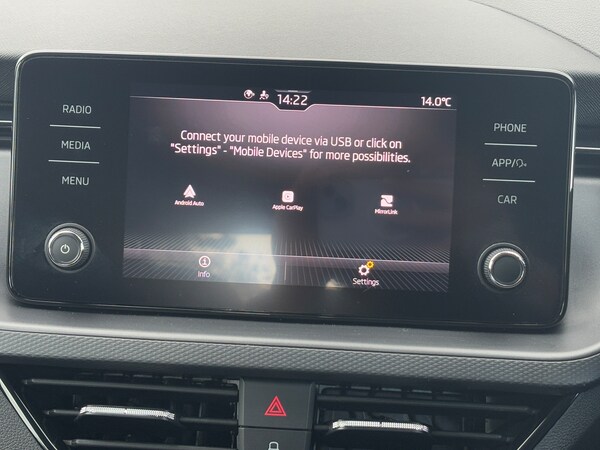 14:22
14.0°C
RADIO
MEDIA
MENU
Connect your mobile device via USB or click on
"Settings" - "Mobile Devices" for more possibilities.
Android Auto
Apple CarPlay
MirrorLink
Info
Settings
PHONE
APP/
CAR